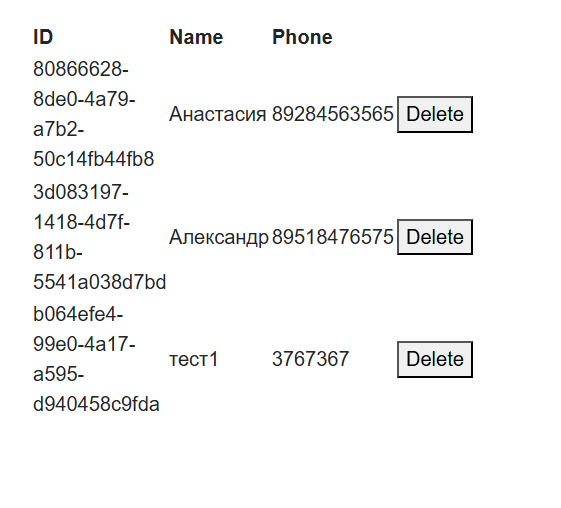 ID Name Phone
80866628-
8de0-4a79-
a7b2-
50c14fb44fb8
Анастасия 89284563565 Delete
3d083197-
1418-4d7f-
811b-
5541a038d7bd
Александр 89518476575 Delete
b064efe4-
99e0-4a17-
a595-
d940458c9fda
тест1 3767367 Delete